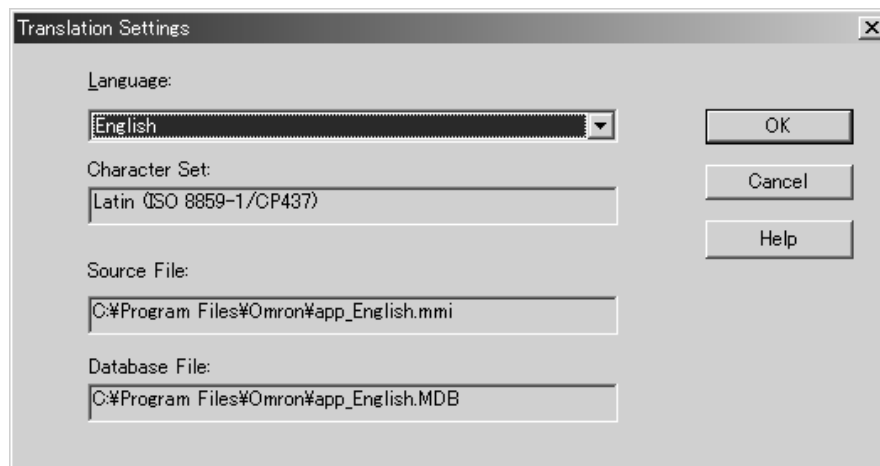 Translation Settings
Language:
English
OK
Character Set:
Latin (ISO 8859-1/CP437)
Cancel
Help
Source File:
C:¥Program Files¥Omron¥app_English.mmi
Database File:
C:¥Program Files¥Omron¥app_English.MDB